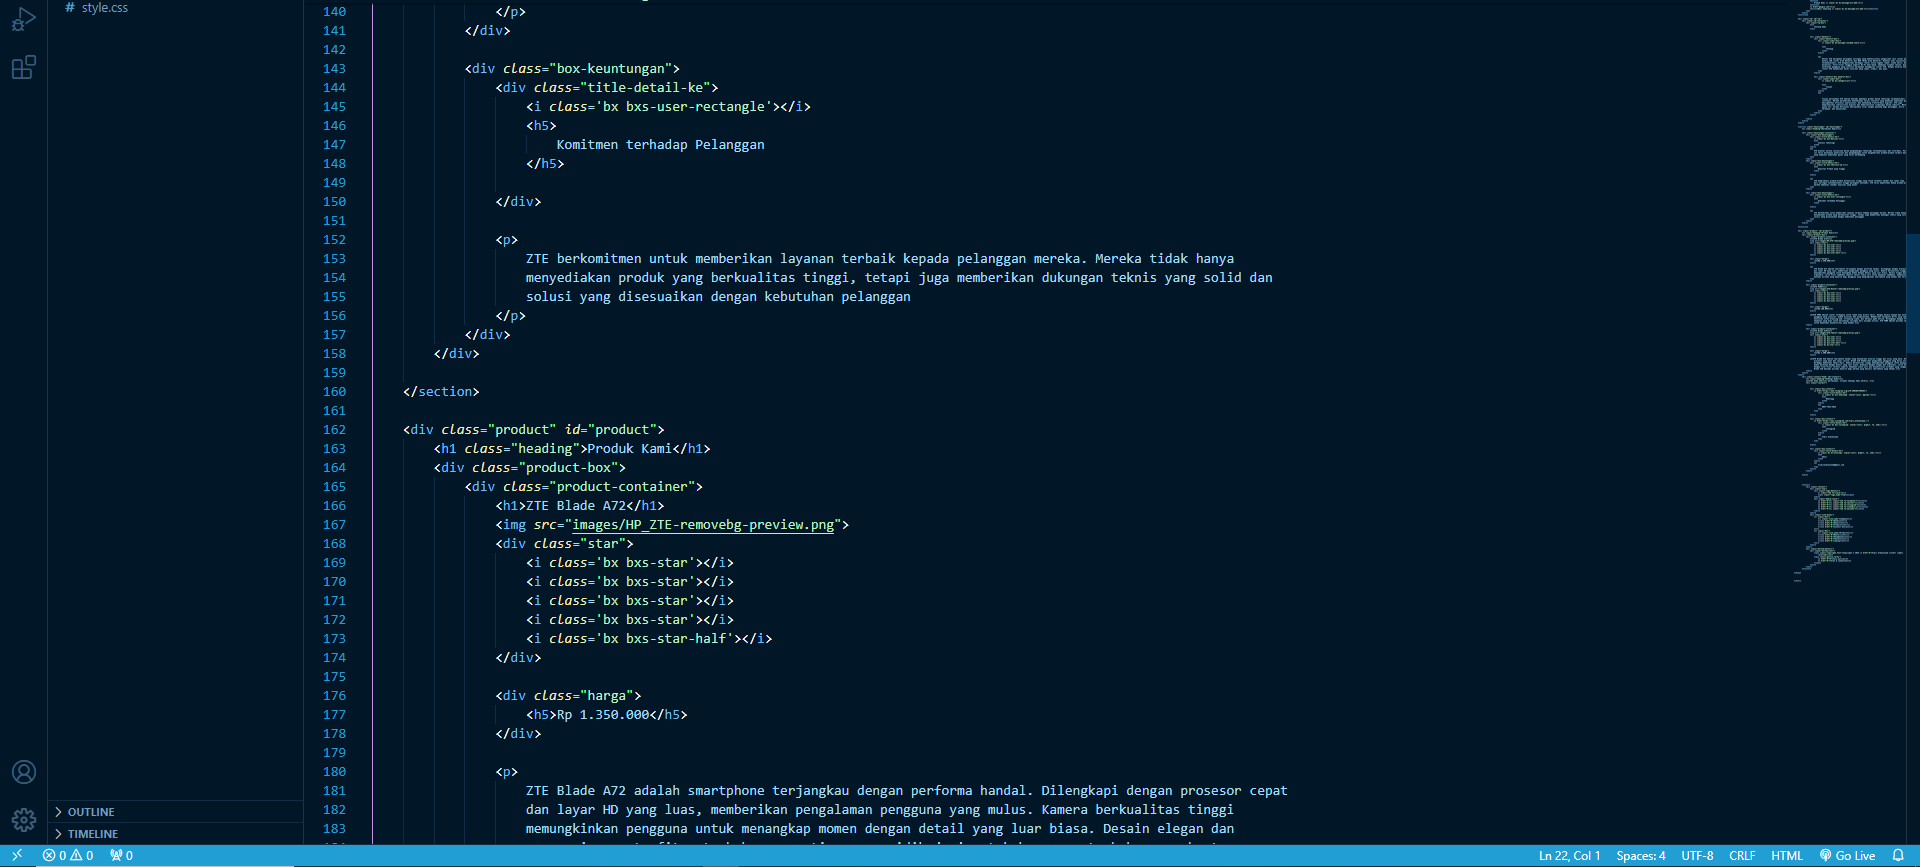 # style.css
140 </p>
141 </div>
142
143 <div class="box-keuntungan">
144 <div class="title-detail-ke">
145 <i class='bx bxs-user-rectangle'></i>
146 <h5>
147 Komitmen terhadap Pelanggan
148 </h5>
149
150 </div>
151
152 <p>
153 ZTE berkomitmen untuk memberikan layanan terbaik kepada pelanggan mereka. Mereka tidak hanya
154 menyediakan produk yang berkualitas tinggi, tetapi juga memberikan dukungan teknis yang solid dan
155 solusi yang disesuaikan dengan kebutuhan pelanggan
156 </p>
157 </div>
158 </div>
159
160 </section>
161
162 <div class="product" id="product">
163 <h1 class="heading">Produk Kami</h1>
164 <div class="product-box">
165 <div class="product-container">
166 <h1>ZTE Blade A72</h1>
167 <img src="images/HP_ZTE-removebg-preview.png">
168 <div class="star">
169 <i class='bx bxs-star'></i>
170 <i class='bx bxs-star'></i>
171 <i class='bx bxs-star'></i>
172 <i class='bx bxs-star'></i>
173 <i class='bx bxs-star-half'></i>
174 </div>
175
176 <div class="harga">
177 <h5>Rp 1.350.000</h5>
178 </div>
179
180 <p>
181 ZTE Blade A72 adalah smartphone terjangkau dengan performa handal. Dilengkapi dengan prosesor cepat
182 dan layar HD yang luas, memberikan pengalaman pengguna yang mulus. Kamera berkualitas tinggi
183 memungkinkan pengguna untuk menangkap momen dengan detail yang luar biasa. Desain elegan dan
OUTLINE
TIMELINE
0 0 0 Ln 22, Col 1 Spaces: 4 UTF-8 CRLF HTML Go Live